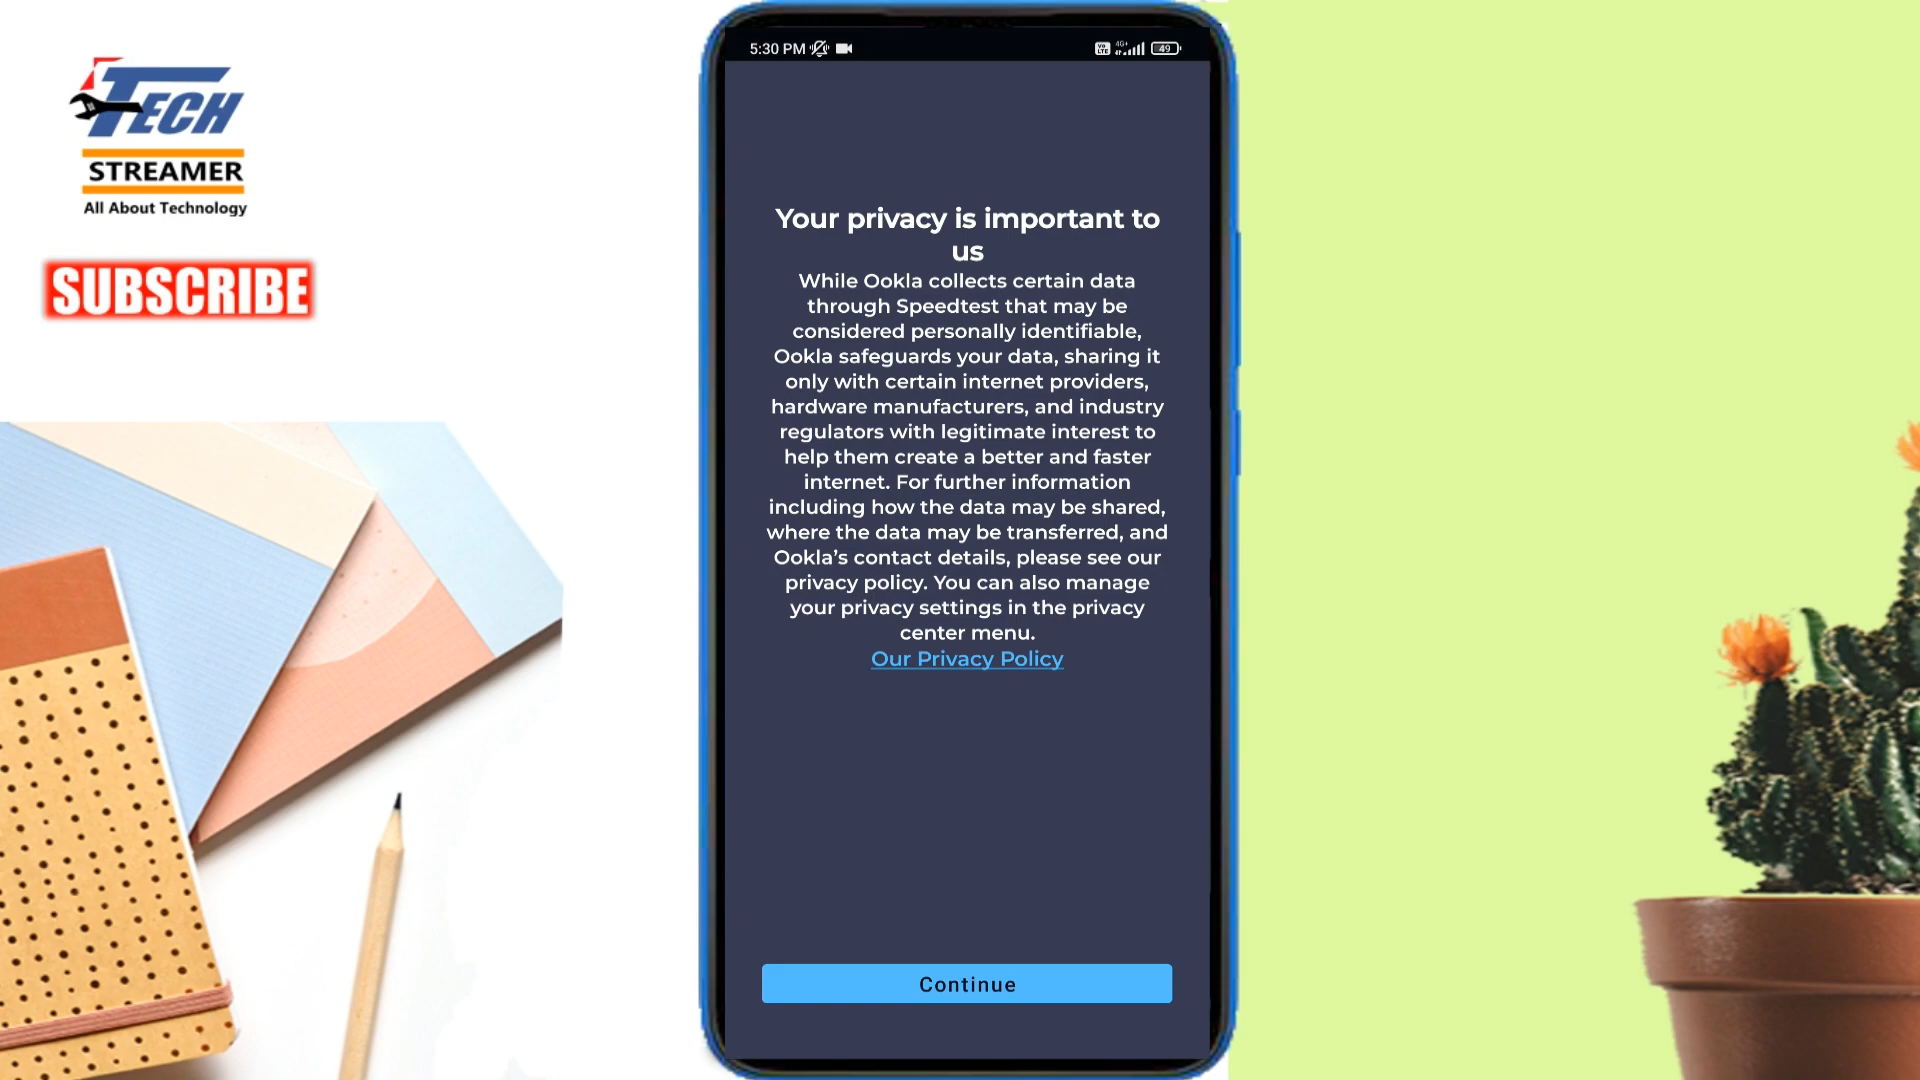 TECH
STREAMER
All About Technology
SUBSCRIBE
5:30 PM
Vo LTE
4G+
49
Your privacy is important to
us
While Ookla collects certain data
through Speedtest that may be
considered personally identifiable,
Ookla safeguards your data, sharing it
only with certain internet providers,
hardware manufacturers, and industry
regulators with legitimate interest to
help them create a better and faster
internet. For further information
including how the data may be shared,
where the data may be transferred, and
Ookla’s contact details, please see our
privacy policy. You can also manage
your privacy settings in the privacy
center menu.
Our Privacy Policy
Continue